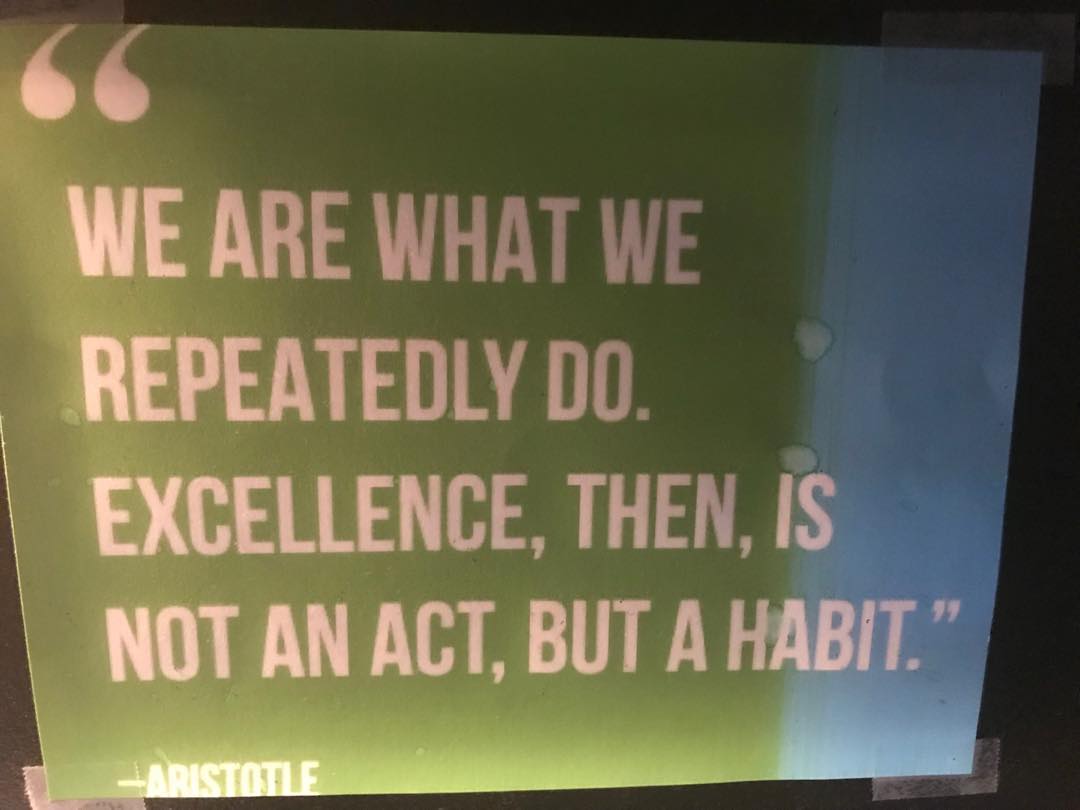 “
WE ARE WHAT WE
REPEATEDLY DO.
EXCELLENCE, THEN, IS
NOT AN ACT, BUT A HABIT.”
—ARISTOTLE